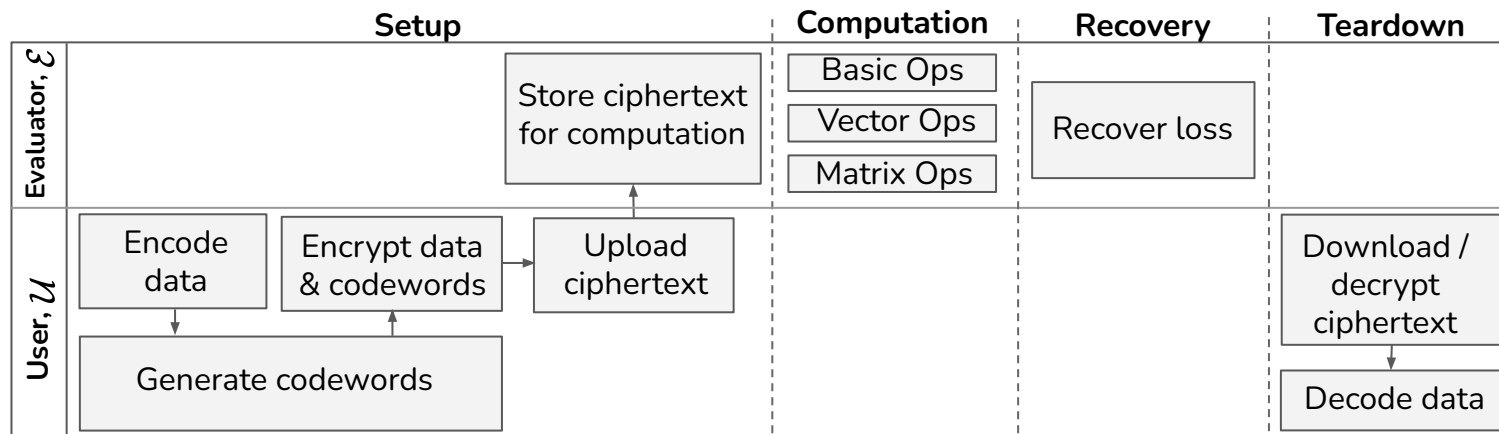 Setup
Computation
Recovery
Teardown
Evaluator, ℰ
Store ciphertext
for computation
Basic Ops
Vector Ops
Matrix Ops
Recover loss
User, 𝒰
Encode
data
Encrypt data
& codewords
Upload
ciphertext
Generate codewords
Download /
decrypt
ciphertext
Decode data